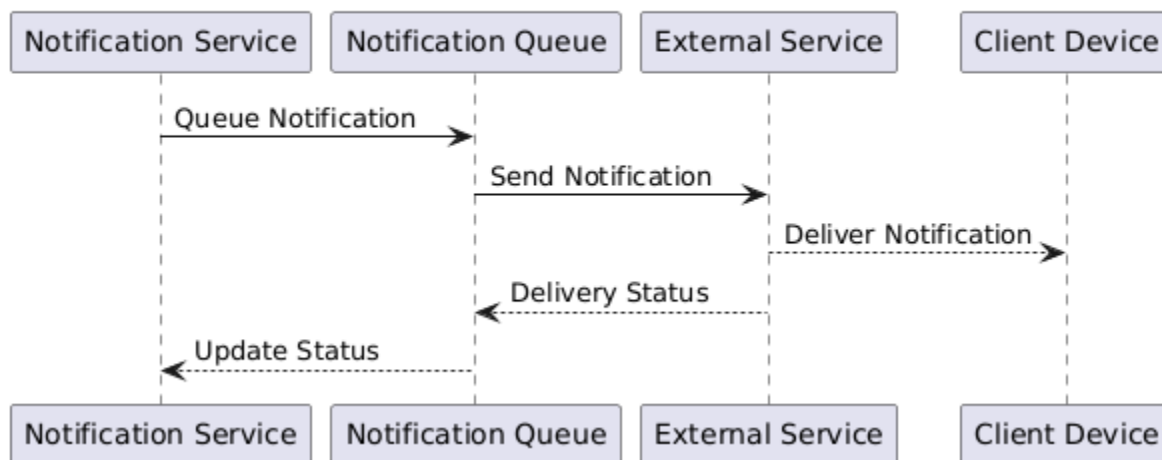 Notification Service Notification Queue External Service Client Device
Queue Notification
Send Notification
Deliver Notification
Delivery Status
Update Status
Notification Service Notification Queue External Service Client Device